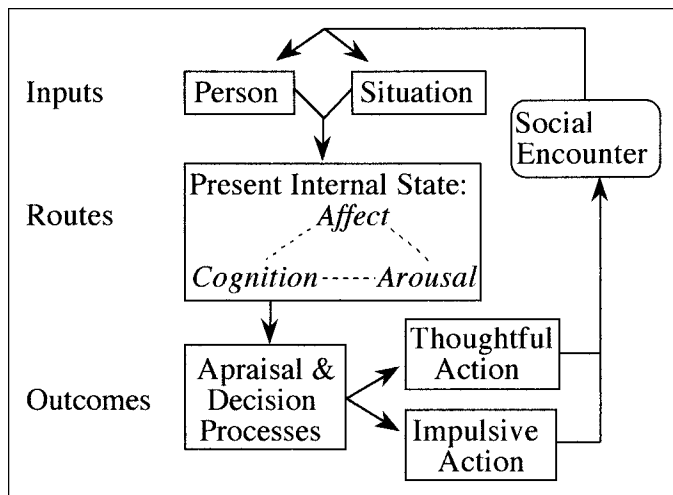 Inputs
Person
Situation
Social
Encounter
Routes
Present Internal State:
Affect
Cognition
Arousal
Outcomes
Apraisal &
Decision
Processes
Thoughtful
Action
Impulsive
Action